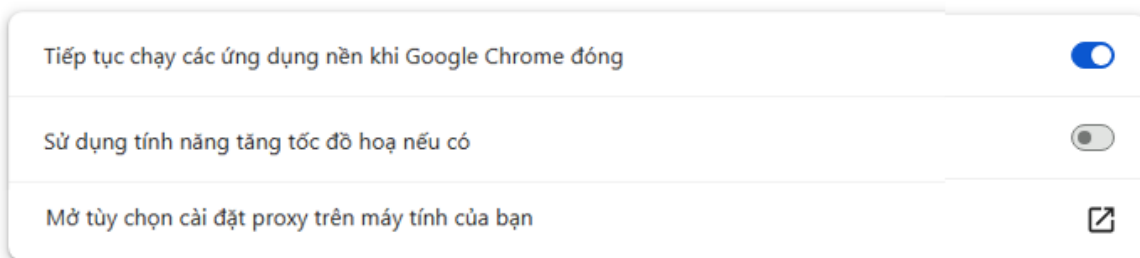 Tiếp tục chạy các ứng dụng nền khi Google Chrome đóng
Sử dụng tính năng tăng tốc đồ hoạ nếu có
Mở tùy chọn cài đặt proxy trên máy tính của bạn